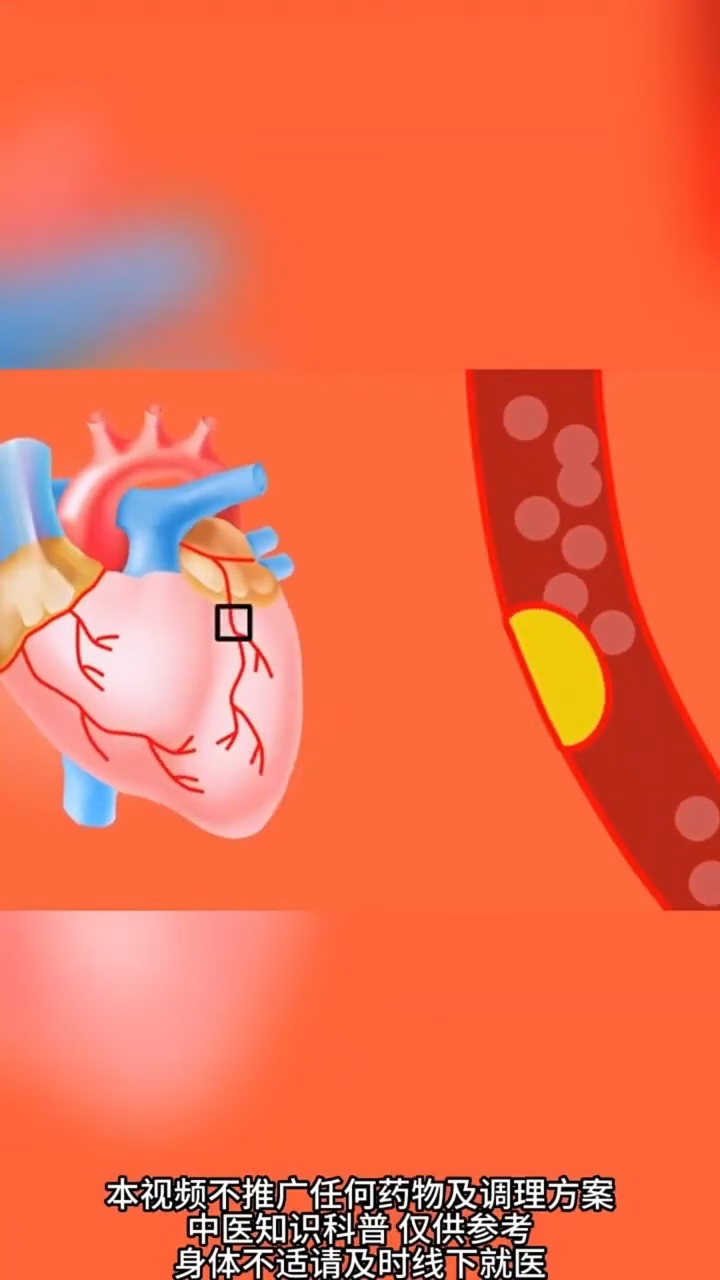 本视频不推广任何药物及调理方案
中医知识科普 仅供参考
身体不适请及时线下就医